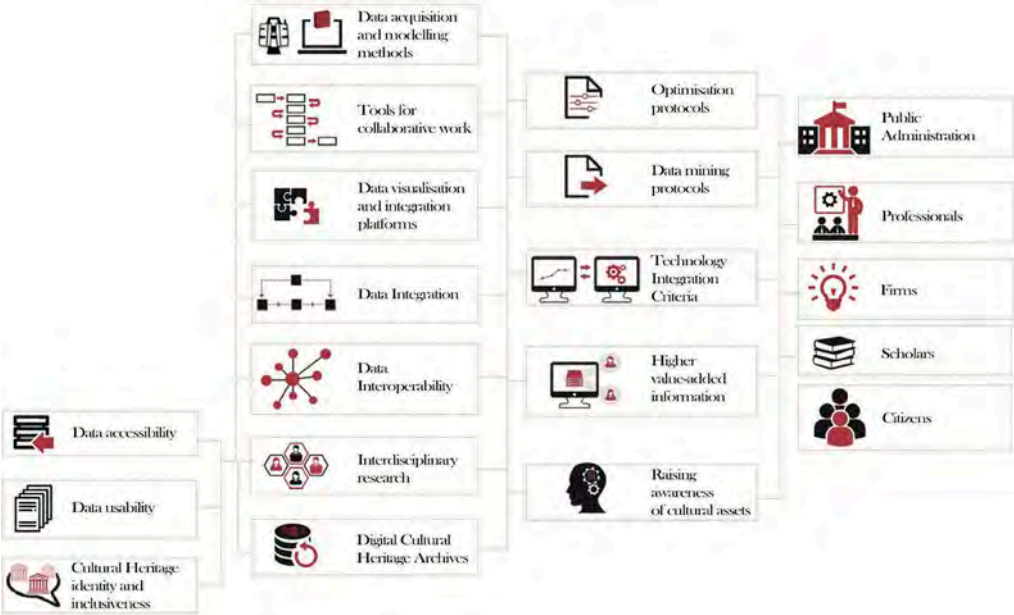 Data acquisition
and modelling
methods
Tools for
collaborative work
Data visualisation
and integration
platforms
Data Integration
Data
Interoperability
Interdisciplinary
research
Digital Cultural
Heritage Archives
Data accessibility
Data usability
Cultural Heritage
identity and
inclusiveness
Optimisation
protocols
Data mining
protocols
Technology
Integration
Criteria
Higher
value-added
information
Raising
awareness
of cultural assets
Public
Administration
Professionals
Firms
Scholars
Citizens